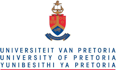 UNIVERSITEIT VAN PRETORIA
UNIVERSITY OF PRETORIA
YUNIBESITHI YA PRETORIA